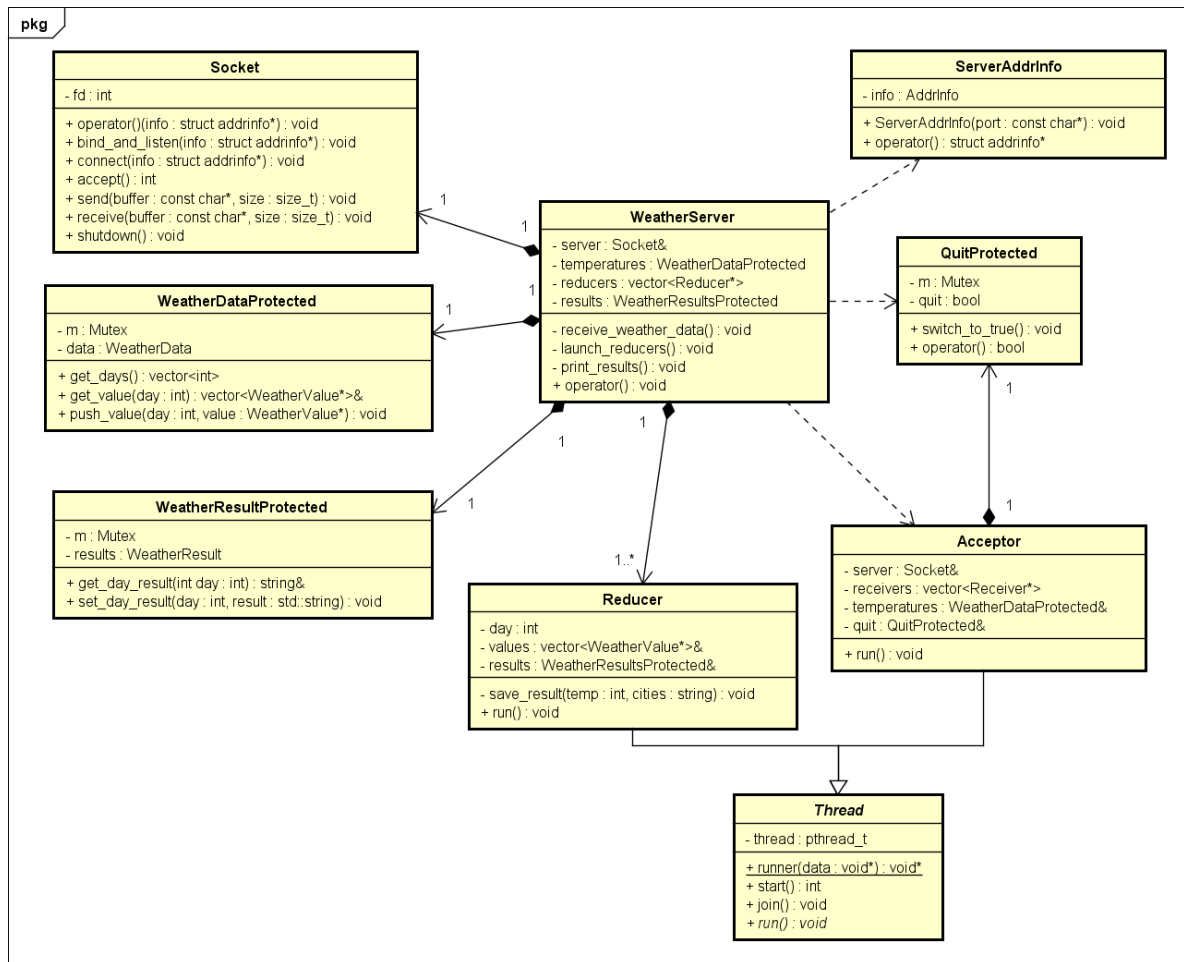 pkg
Socket
- fd : int
+ operator()(info : struct addrinfo*) : void
+ bind_and_listen(info : struct addrinfo*) : void
+ connect(info : struct addrinfo*) : void
+ accept() : int
+ send(buffer : const char*, size : size_t) : void
+ receive(buffer : const char*, size : size_t) : void
+ shutdown() : void
ServerAddrInfo
- info : AddrInfo
+ ServerAddrInfo(port : const char*) : void
+ operator() : struct addrinfo*
1
1
WeatherServer
- server : Socket&
- temperatures : WeatherDataProtected
- reducers : vector<Reducer*>
- results : WeatherResultsProtected
- receive_weather_data() : void
- launch_reducers() : void
- print_results() : void
+ operator() : void
QuitProtected
- m : Mutex
- quit : bool
+ switch_to_true() : void
+ operator() : bool
1
1
WeatherDataProtected
- m : Mutex
- data : WeatherData
+ get_days() : vector<int>
+ get_value(day : int) : vector<WeatherValue*>&
+ push_value(day : int, value : WeatherValue*) : void
1
1
1
1
WeatherResultProtected
- m : Mutex
- results : WeatherResult
+ get_day_result(int day : int) : string&
+ set_day_result(day : int, result : std::string) : void
1
1
1..*
Reducer
- day : int
- values : vector<WeatherValue*>&
- results : WeatherResultsProtected&
- save_result(temp : int, cities : string) : void
+ run() : void
Acceptor
- server : Socket&
- receivers : vector<Receiver*>
- temperatures : WeatherDataProtected&
- quit : QuitProtected&
+ run() : void
Thread
- thread : pthread_t
+ runner(data : void*) : void*
+ start() : int
+ join() : void
+ run() : void